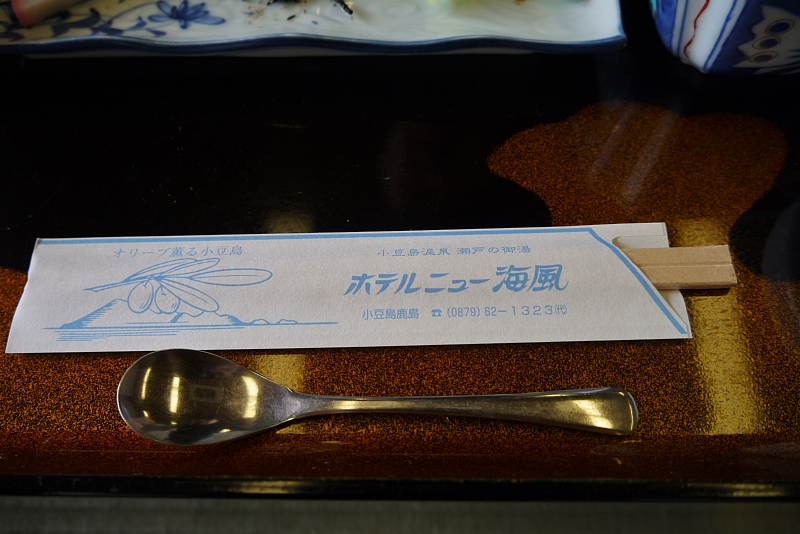 オリーブ薫る小豆島
小豆島温泉 瀬戸の御湯
ホテルニュー海風
小豆島鹿島 ☎(0879)62－1323㈹